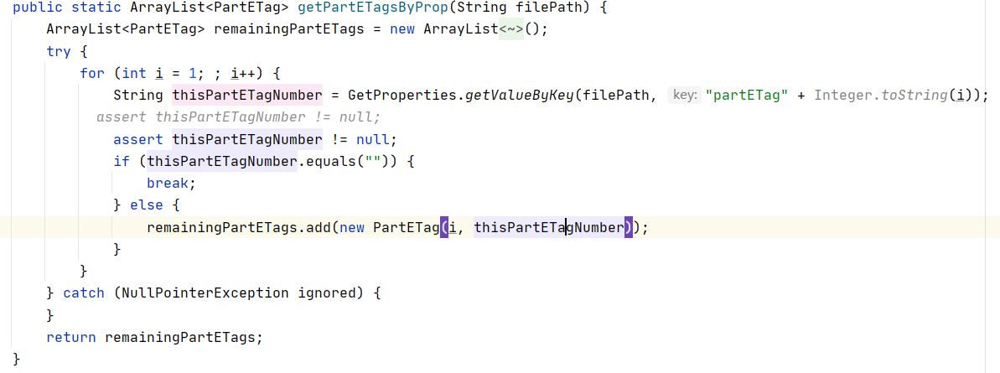 public static ArrayList<PartETag> getPartETagsByProp(String filePath) {
    ArrayList<PartETag> remainingPartETags = new ArrayList<~>();
    try {
        for (int i = 1; ; i++) {
            String thisPartETagNumber = GetProperties.getValueByKey(filePath, key: "partETag" + Integer.toString(i));
          assert thisPartETagNumber != null;
            assert thisPartETagNumber != null;
            if (thisPartETagNumber.equals("")) {
                break;
            } else {
                remainingPartETags.add(new PartETag(i, thisPartETagNumber));
            }
        }
    } catch (NullPointerException ignored) {
    }
    return remainingPartETags;
}